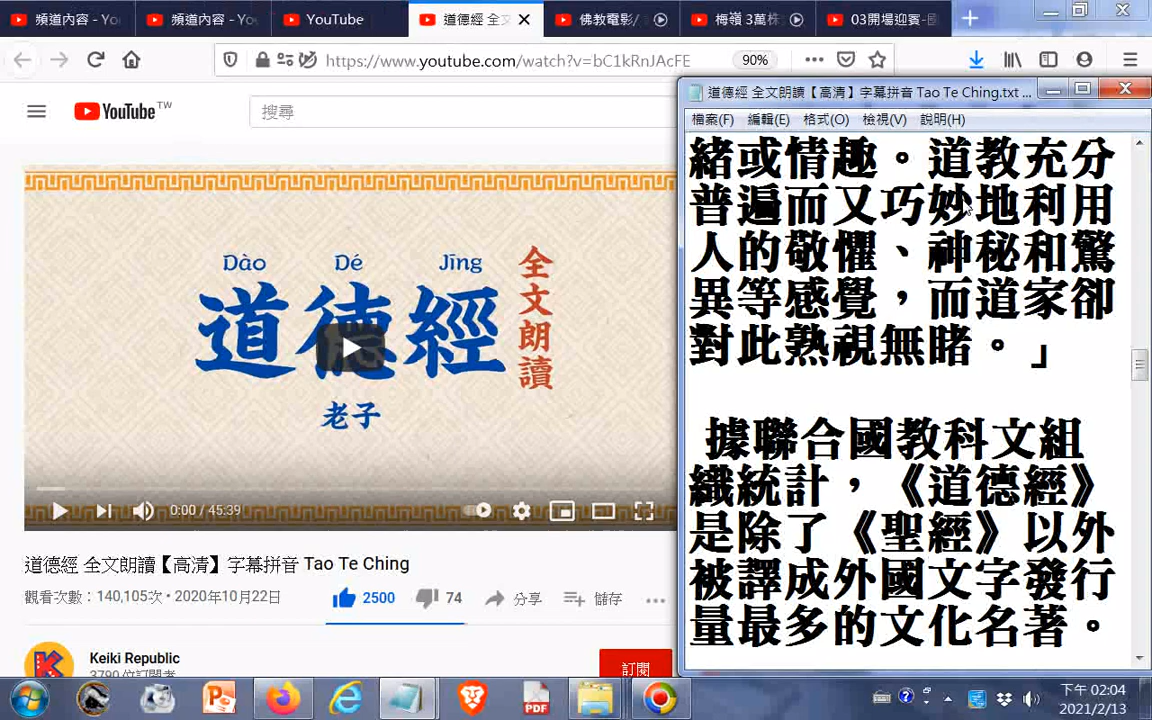 頻道內容 - Yo
頻道內容 - Yo
YouTube
道德經 全文
佛教電影/
梅嶺 3萬株
03開場迎賓-
https://www.youtube.com/watch?v=bC1kRnJAcFE
90%
YouTube TW
搜尋
Dào Dé Jīng
道德經
全文朗讀
老子
0:00 / 45:39
道德經 全文朗讀【高清】字幕拼音 Tao Te Ching
觀看次數：140,105次・2020年10月22日
2500
74
分享
儲存
Keiki Republic
3790 位訂閱者
訂閱
道德經 全文朗讀【高清】字幕拼音 Tao Te Ching.txt ...
檔案(F) 編輯(E) 格式(O) 檢視(V) 說明(H)
緒或情趣。道教充分
普遍而又巧妙地利用
人的敬懼、神秘和驚
異等感覺，而道家卻
對此熟視無睹。」
據聯合國教科文組
織統計，《道德經》
是除了《聖經》以外
被譯成外國文字發行
量最多的文化名著。
PDF
下午 02:04
2021/2/13